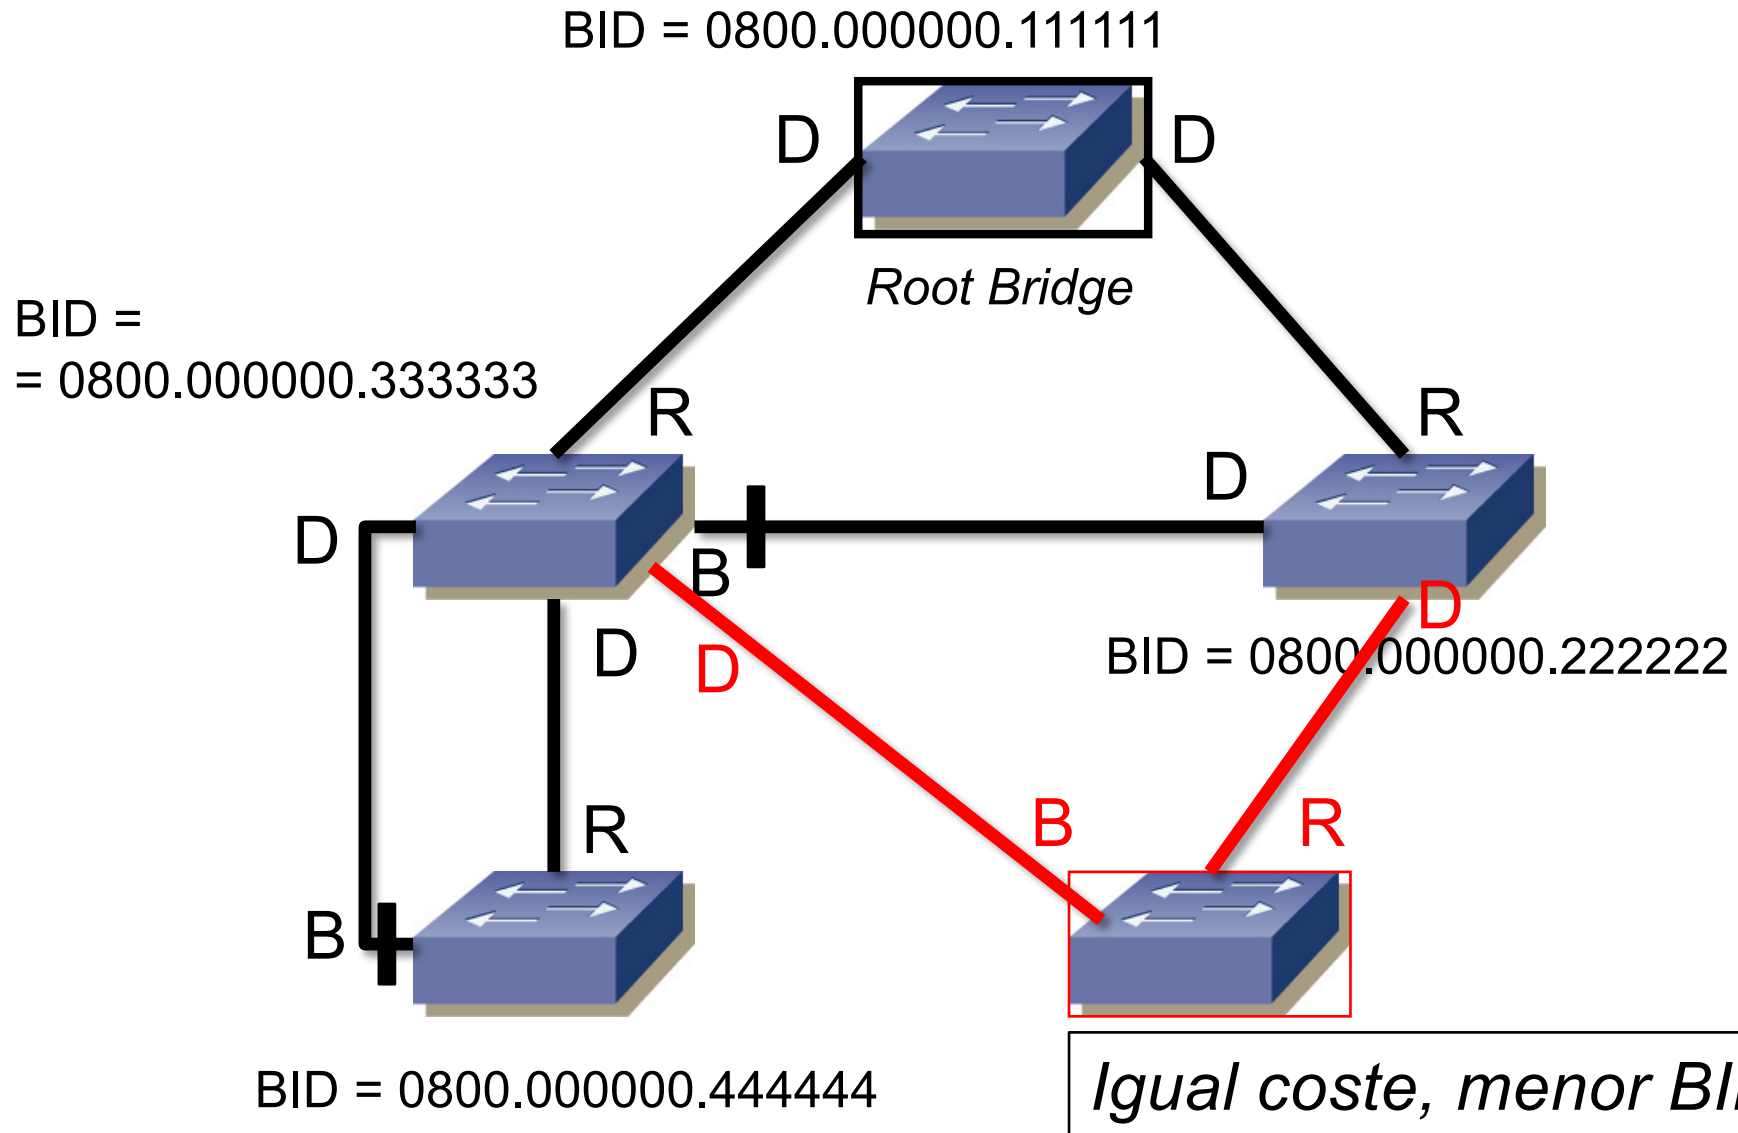 BID = 0800.000000.111111
D
D
Root Bridge
BID =
= 0800.000000.333333
R
R
D
D
B
D
D
D
BID = 0800.000000.222222
R
B
R
B
BID = 0800.000000.444444
Igual coste, menor BI